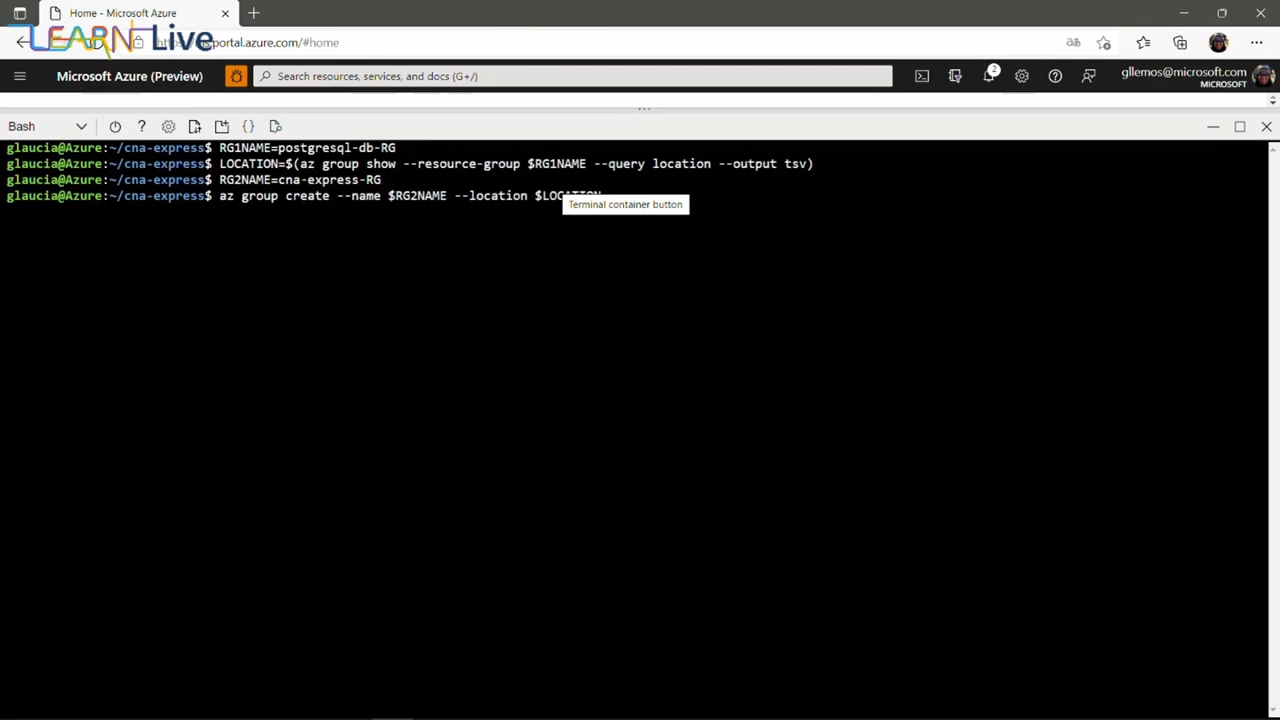 Home - Microsoft Azure
LEARN Live
portal.azure.com/#home
Microsoft Azure (Preview)
Search resources, services, and docs (G+/)
2
gllemos@microsoft.com
MICROSOFT
Bash
glaucia@Azure:~/cna-express$ RG1NAME=postgresql-db-RG
glaucia@Azure:~/cna-express$ LOCATION=$(az group show --resource-group $RG1NAME --query location --output tsv)
glaucia@Azure:~/cna-express$ RG2NAME=cna-express-RG
glaucia@Azure:~/cna-express$ az group create --name $RG2NAME --location $LOCATION
Terminal container button